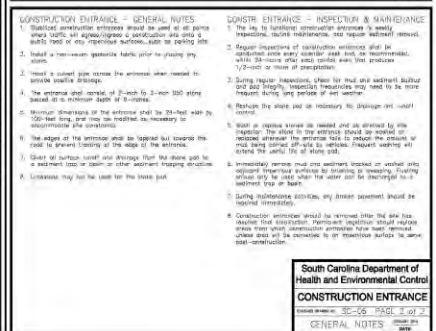 CONSTRUCTION ENTRANCE - GENERAL NOTES
1. Stabilized construction entrances should be used at all points
where traffic will egress/ingress a construction site onto a
public road or any impervious surfaces, such as parking lots.
2. Install a non-woven geotextile fabric prior to placing any
stone.
3. Install a culvert pipe across the entrance when needed to
provide positive drainage.
4. The entrance shall consist of 2-inch to 3-inch D50 stone
placed at a minimum depth of 6-inches.
5. Minimum dimensions of the entrance shall be 24-feet wide by
100-feet long, and may be modified as necessary to
accommodate site constraints.
6. The edges of the entrance shall be tapered out towards the
road to prevent tracking at the edge of the entrance.
7. Divert all surface runoff and drainage from the stone pad to
a sediment trap or basin or other sediment trapping structure.
8. Limestone may not be used for the stone pad.
CONSTR. ENTRANCE - INSPECTION & MAINTENANCE
1. The key to functional construction entrances is weekly
inspections, routine maintenance, and regular sediment removal.
2. Regular inspections of construction entrances shall be
conducted once every calendar week and, as recommended,
within 24-hours after each rainfall event that produces
1/2-inch or more of precipitation.
3. During regular inspections, check for mud and sediment buildup
and pad integrity. Inspection frequencies may need to be more
frequent during long periods of wet weather.
4. Reshape the stone pad as necessary for drainage and runoff
control.
5. Wash or replace stones as needed and as directed by site
inspector. The stone in the entrance should be washed or
replaced whenever the entrance fails to reduce the amount of
mud being carried off-site by vehicles. Frequent washing will
extend the useful life of stone pad.
6. Immediately remove mud and sediment tracked or washed onto
adjacent impervious surfaces by brushing or sweeping. Flushing
should only be used when the water can be discharged to a
sediment trap or basin.
7. During maintenance activities, any broken pavement should be
repaired immediately.
8. Construction entrances should be removed after the site has
reached final stabilization. Permanent vegetation should replace
areas from which construction entrances have been removed,
unless area will be converted to an impervious surface to serve
post-construction.
South Carolina Department of
Health and Environmental Control
CONSTRUCTION ENTRANCE
SC-06 PAGE 2 of 2
GENERAL NOTES
DATE